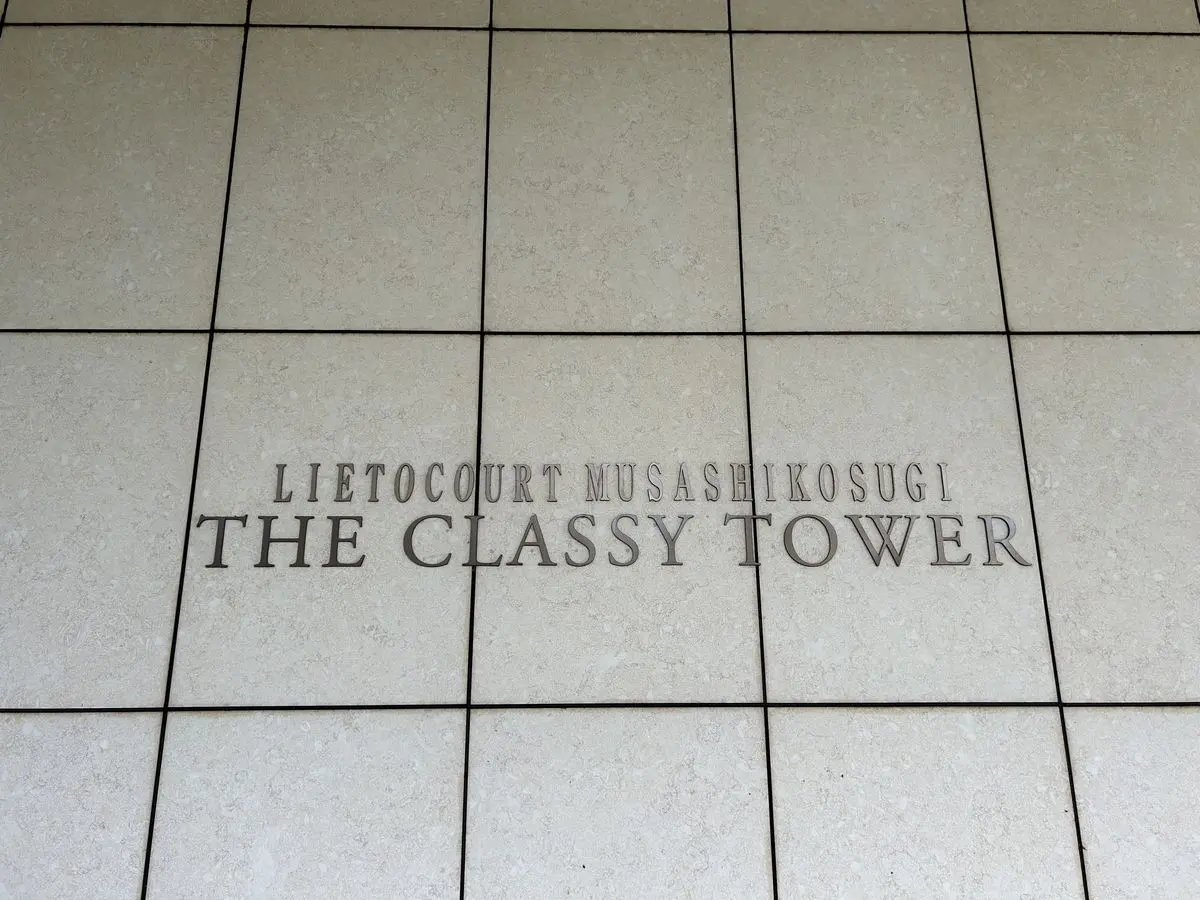 LIETOCOURT MUSASHIKOSUGI
THE CLASSY TOWER